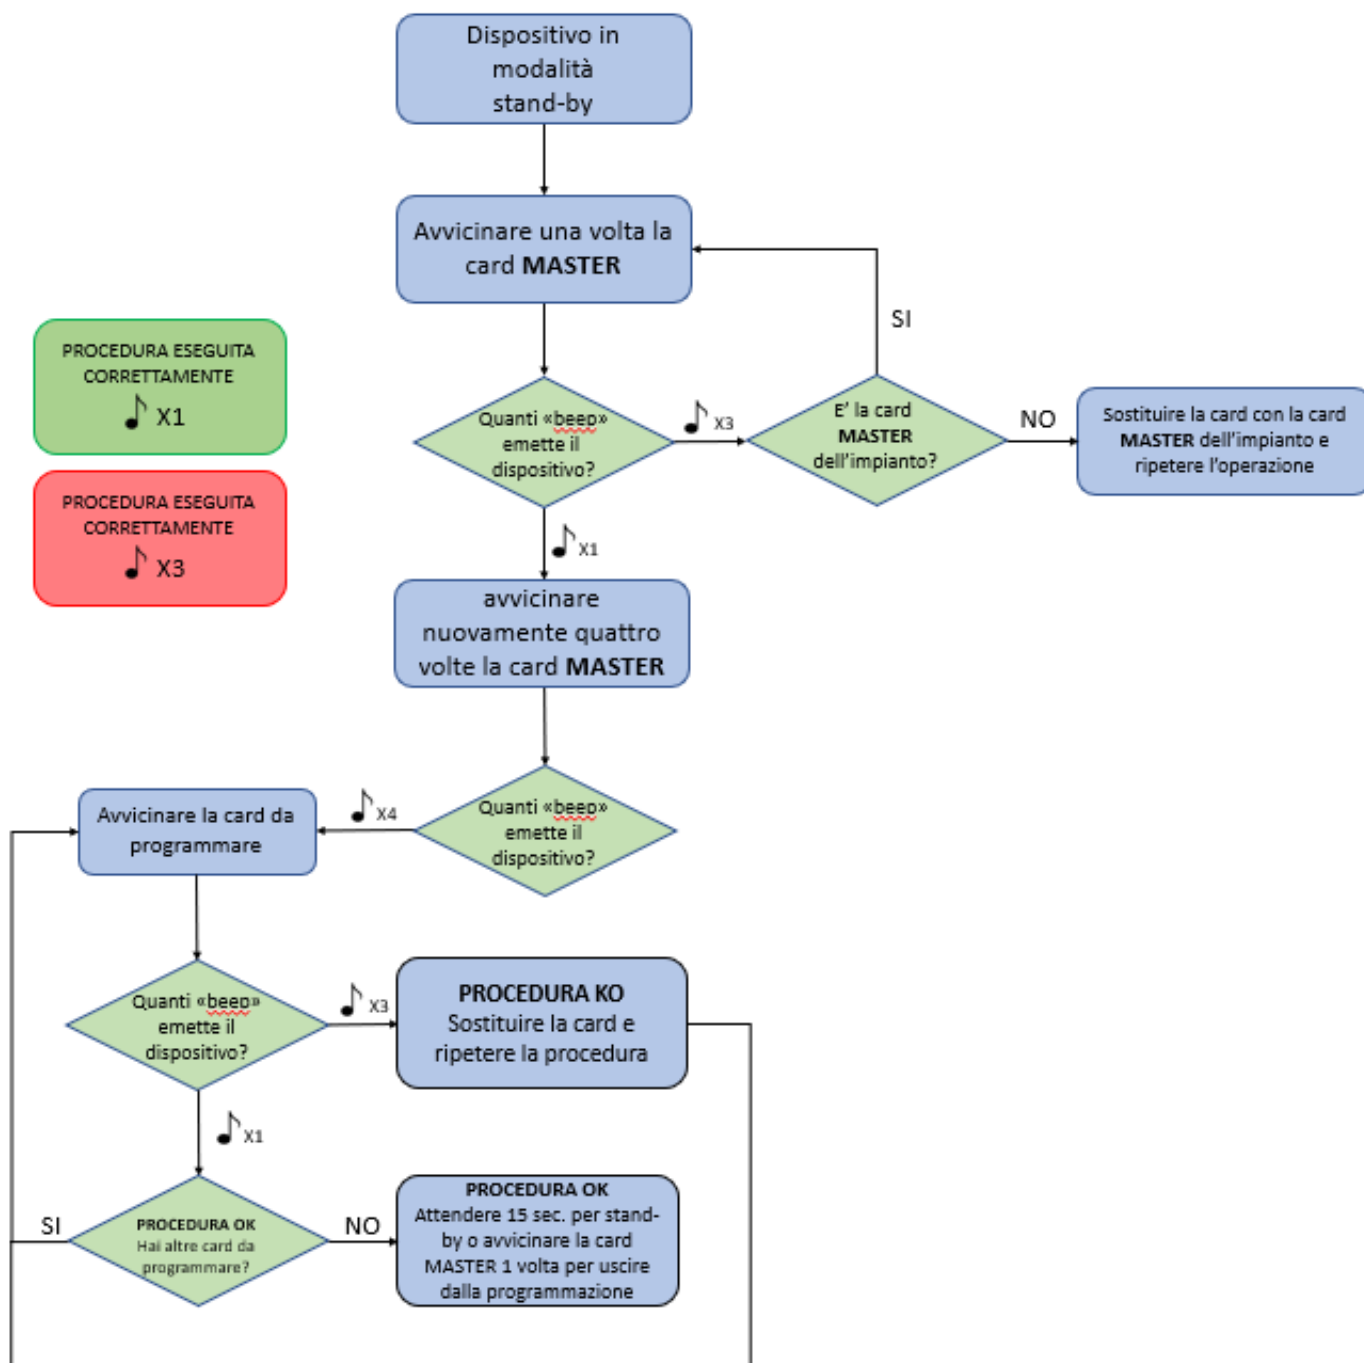 Dispositivo in
modalità
stand-by
Avvicinare una volta la
card MASTER
SI
PROCEDURA ESEGUITA
CORRETTAMENTE
X1
Quanti «beep»
emette il
dispositivo?
X3
E' la card
MASTER
dell'impianto?
NO
Sostituire la card con la card
MASTER dell'impianto e
ripetere l'operazione
PROCEDURA ESEGUITA
CORRETTAMENTE
X3
X1
avvicinare
nuovamente quattro
volte la card MASTER
Quanti «beep»
emette il
dispositivo?
X4
Avvicinare la card da
programmare
Quanti «beep»
emette il
dispositivo?
X3
PROCEDURA KO
Sostituire la card e
ripetere la procedura
X1
SI
PROCEDURA OK
Hai altre card da
programmare?
NO
PROCEDURA OK
Attendere 15 sec. per stand-
by o avvicinare la card
MASTER 1 volta per uscire
dalla programmazione